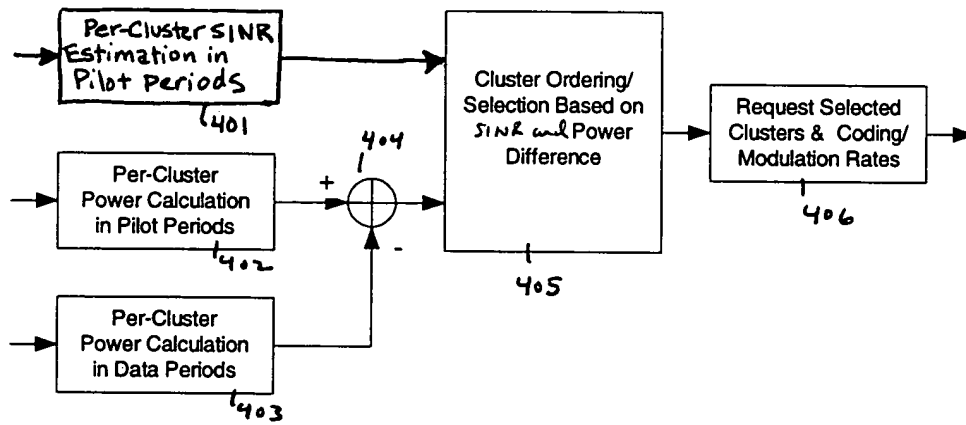 Per-Cluster SINR
Estimation in
Pilot Periods
401
Per-Cluster
Power Calculation
in Pilot Periods
402
Per-Cluster
Power Calculation
in Data Periods
403
404
+
-
Cluster Ordering/
Selection Based on
SINR and Power
Difference
405
Request Selected
Clusters & Coding/
Modulation Rates
406